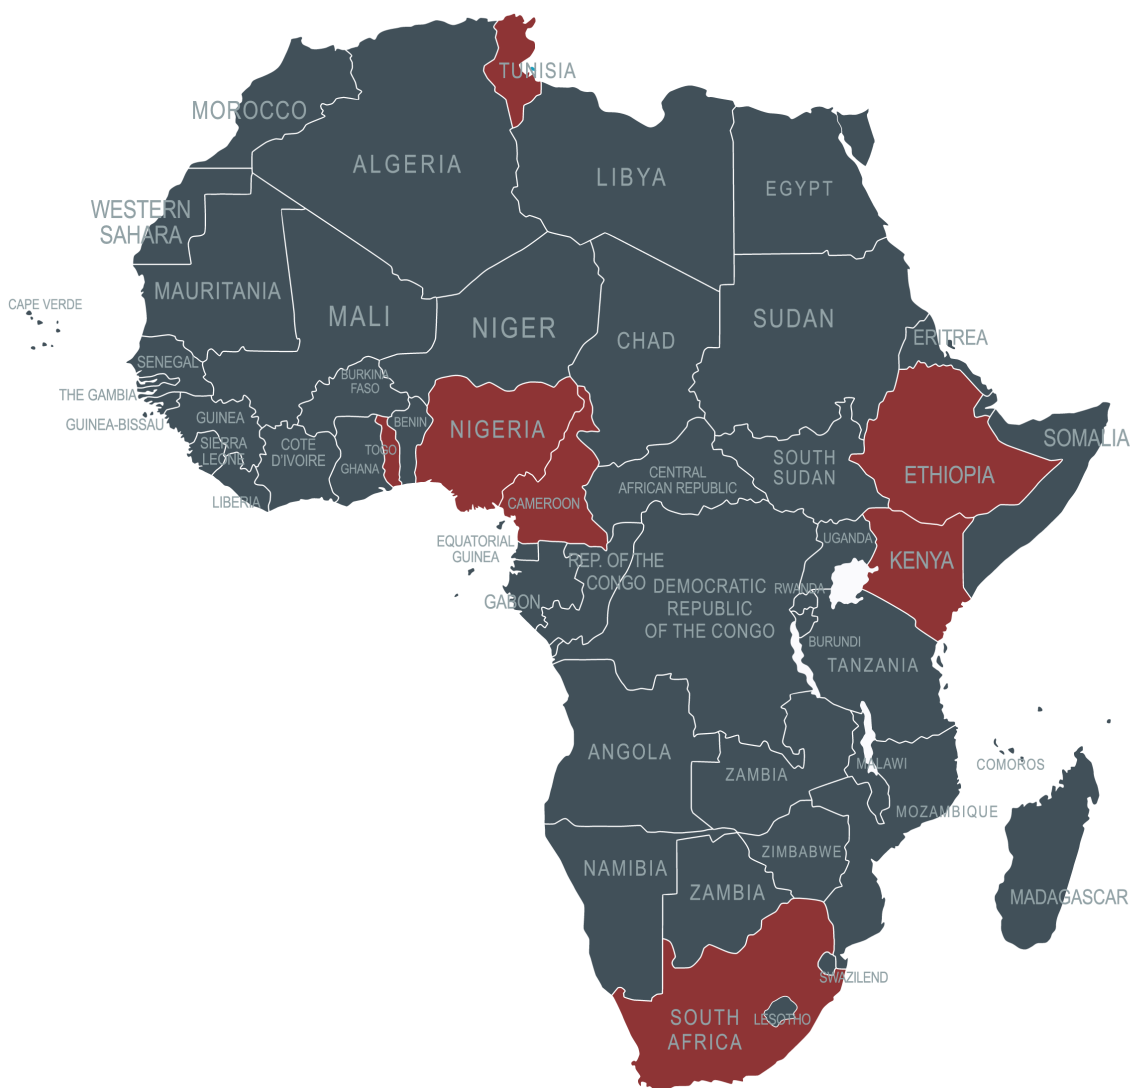 TUNISIA
MOROCCO
ALGERIA
LIBYA
EGYPT
WESTERN
SAHARA
MAURITANIA
CAPE VERDE
MALI
NIGER
CHAD
SUDAN
ERITREA
SENEGAL
BURKINA
FASO
THE GAMBIA
GUINEA-BISSAU
GUINEA
BENIN
NIGERIA
SOMALIA
SIERRA
LEONE
COTE
D'IVOIRE
TOGO
GHANA
SOUTH
SUDAN
CENTRAL
AFRICAN REPUBLIC
ETHIOPIA
LIBERIA
CAMEROON
EQUATORIAL
GUINEA
UGANDA
REP. OF THE
CONGO
KENYA
GABON
DEMOCRATIC
REPUBLIC
OF THE CONGO
RWANDA
BURUNDI
TANZANIA
ANGOLA
ZAMBIA
MALAWI
COMOROS
MOZAMBIQUE
NAMIBIA
ZIMBABWE
ZAMBIA
MADAGASCAR
SWAZILEND
SOUTH
AFRICA
LESOTHO